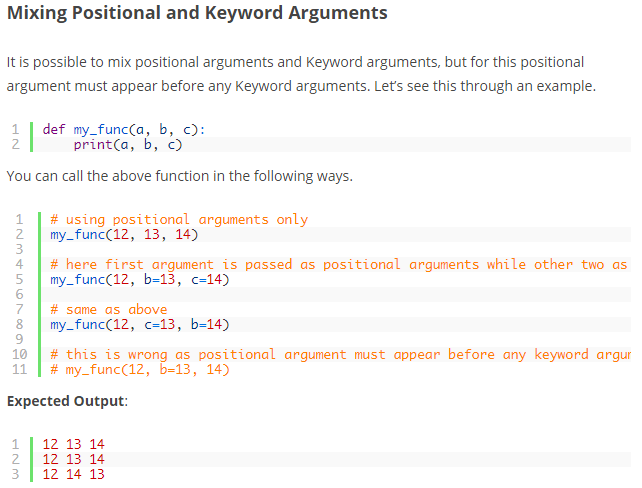 Mixing Positional and Keyword Arguments
It is possible to mix positional arguments and Keyword arguments, but for this positional
argument must appear before any Keyword arguments. Let’s see this through an example.
1 def my_func(a, b, c):
2     print(a, b, c)
You can call the above function in the following ways.
1 # using positional arguments only
2 my_func(12, 13, 14)
3
4 # here first argument is passed as positional arguments while other two as
5 my_func(12, b=13, c=14)
6
7 # same as above
8 my_func(12, c=13, b=14)
9
10 # this is wrong as positional argument must appear before any keyword
11 # my_func(12, b=13, 14)
Expected Output:
1 12 13 14
2 12 13 14
3 12 14 13